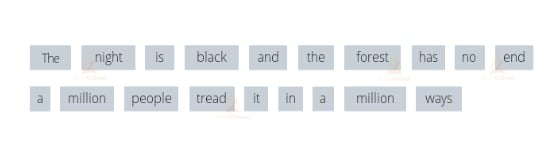 The night is black and the forest has no end
a million people tread it in a million ways